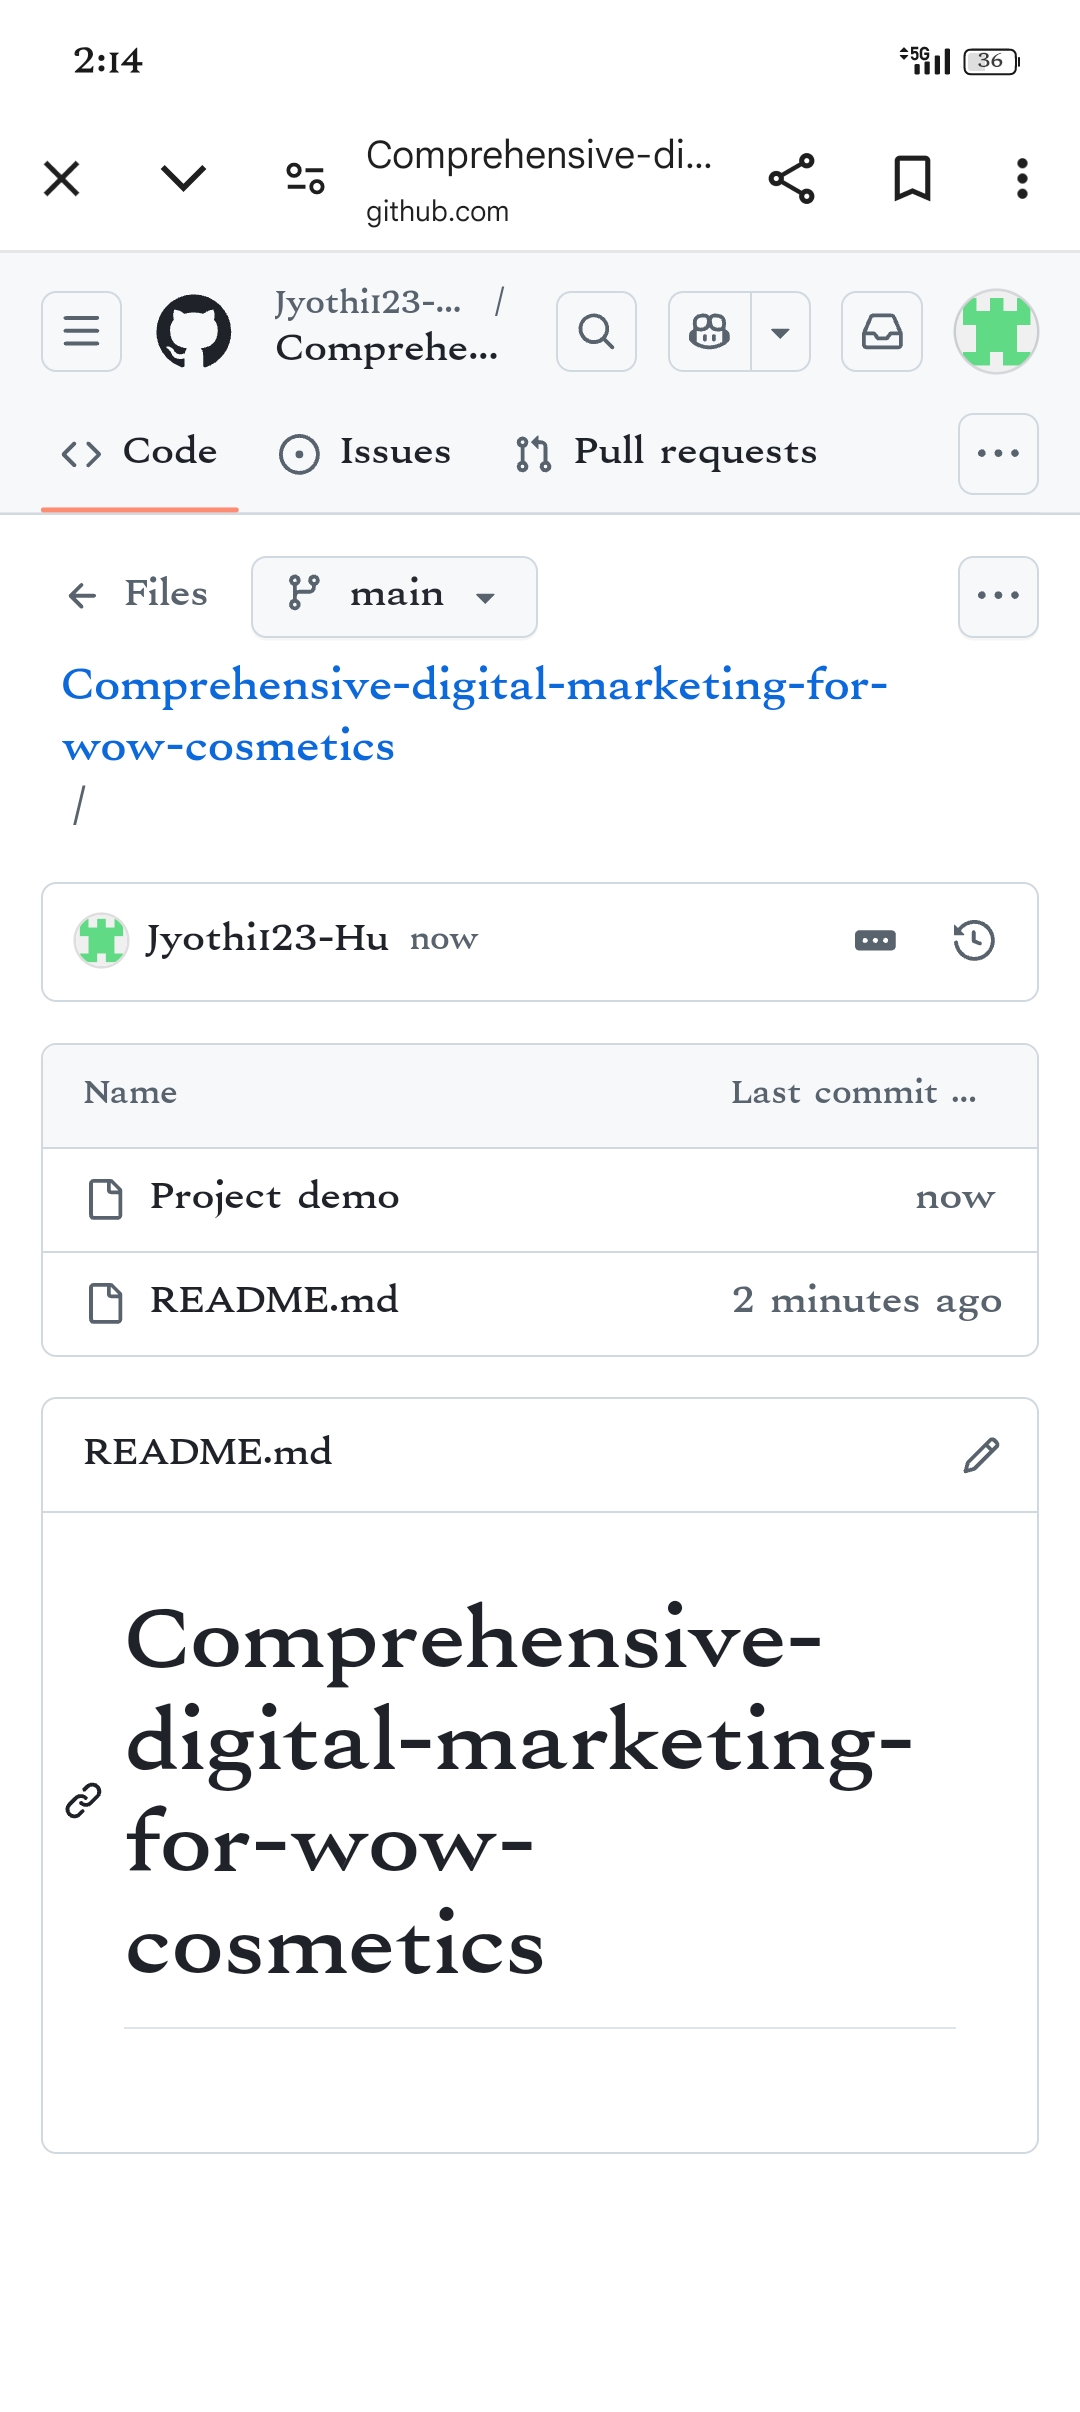 2:14
5G 36
Comprehensive-di...
github.com
Jyothi123-... /
Comprehe...
Code Issues Pull requests
Files main
Comprehensive-digital-marketing-for-
wow-cosmetics
/
Jyothi123-Hu now
Name Last commit ...
Project demo now
README.md 2 minutes ago
README.md
Comprehensive-
digital-marketing-
for-wow-
cosmetics